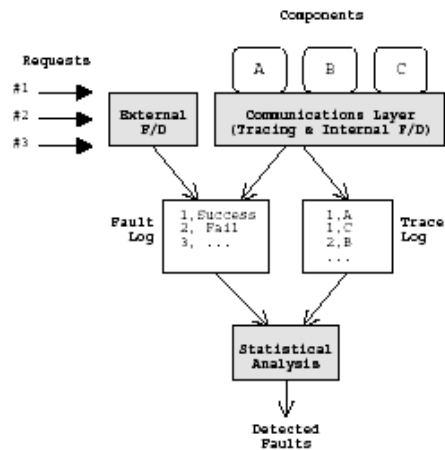 Components
Requests
A
B
C
#1
#2
#3
External
F/D
Communications Layer
(Tracing & Internal F/D)
Fault
Log
1,Success
2, Fail
3, ...
1,A
1,C
2,B
...
Trace
Log
Statistical
Analysis
Detected
Faults